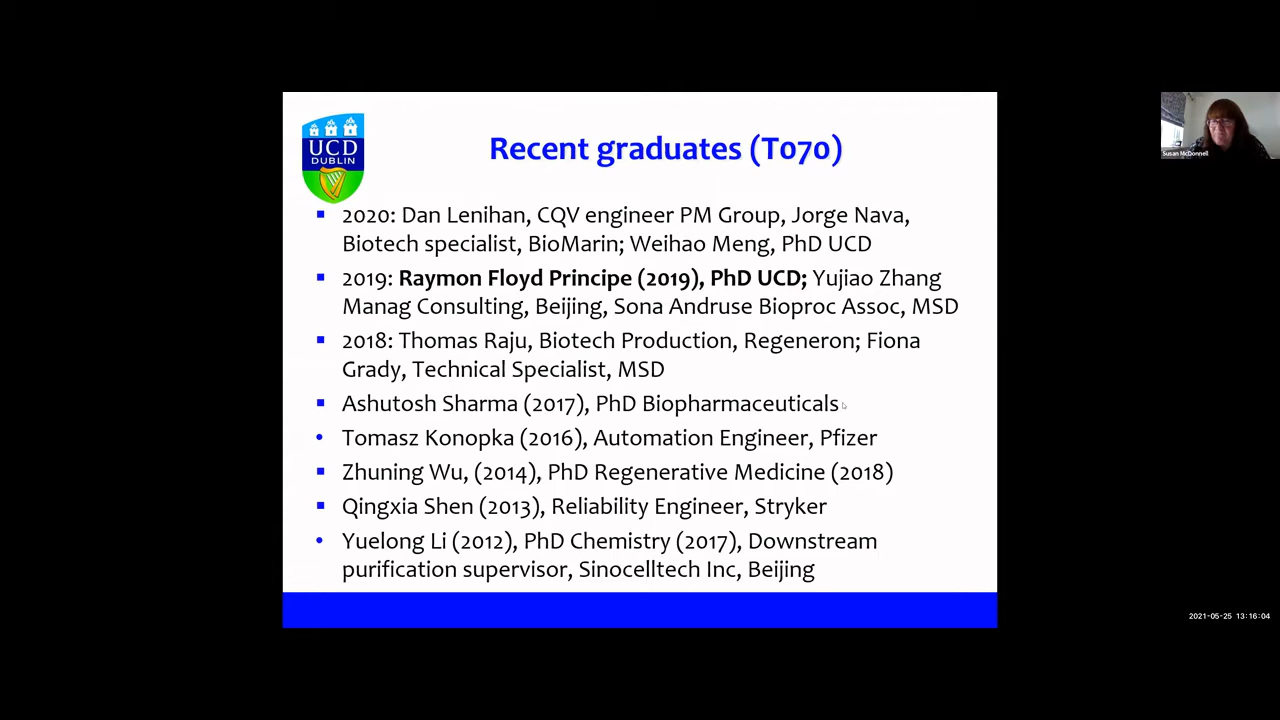 UCD
DUBLIN
Recent graduates (T070)
2020: Dan Lenihan, CQV engineer PM Group, Jorge Nava,
Biotech specialist, BioMarin; Weihao Meng, PhD UCD
2019: Raymon Floyd Principe (2019), PhD UCD; Yujiao Zhang
Manag Consulting, Beijing, Sona Andruse Bioproc Assoc, MSD
2018: Thomas Raju, Biotech Production, Regeneron; Fiona
Grady, Technical Specialist, MSD
Ashutosh Sharma (2017), PhD Biopharmaceuticals
Tomasz Konopka (2016), Automation Engineer, Pfizer
Zhuning Wu, (2014), PhD Regenerative Medicine (2018)
Qingxia Shen (2013), Reliability Engineer, Stryker
Yuelong Li (2012), PhD Chemistry (2017), Downstream
purification supervisor, Sinocelltech Inc, Beijing
Susan McDonnell
2021-05-25 13:16:04